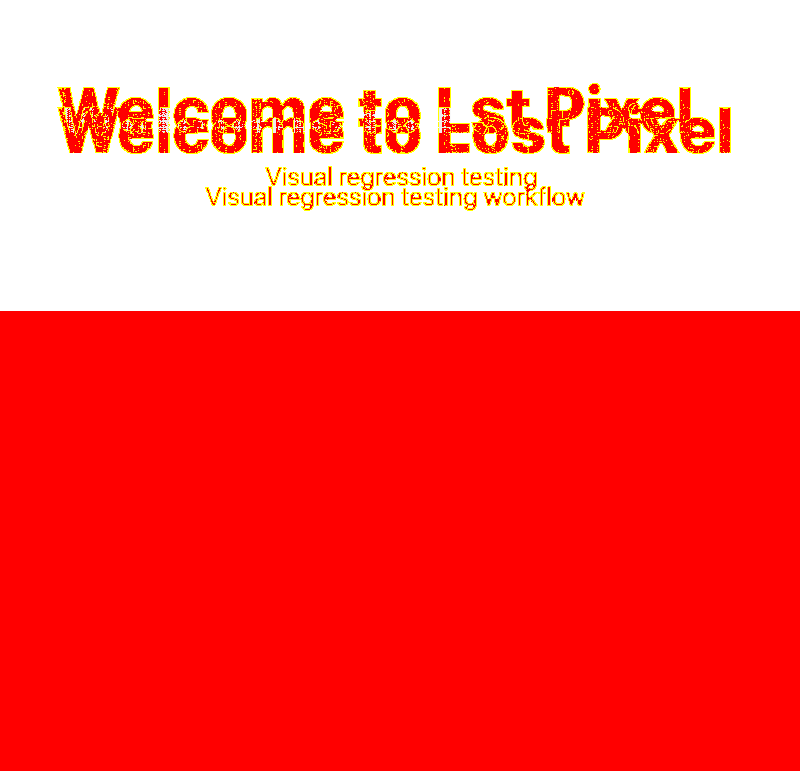 Welcome to Lst Pixel
Welcome to Lost Pixel
Visual regression testing
Visual regression testing workflow